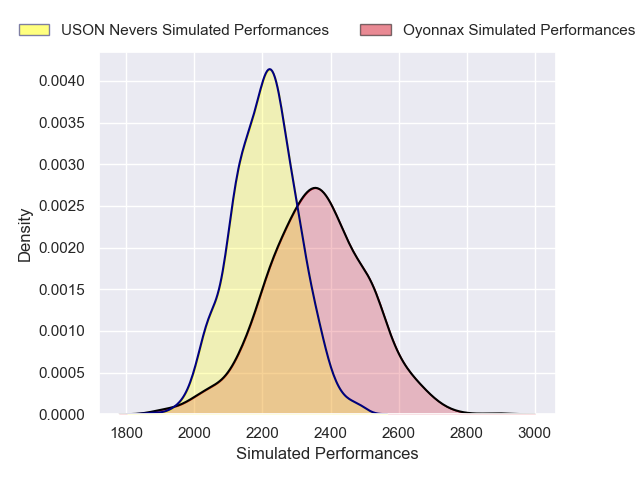 USON Nevers Simulated Performances Oyonnax Simulated Performances
0.0040
0.0035
0.0030
0.0025
0.0020
0.0015
0.0010
0.0005
0.0000
Density
1800 2000 2200 2400 2600 2800 3000
Simulated Performances